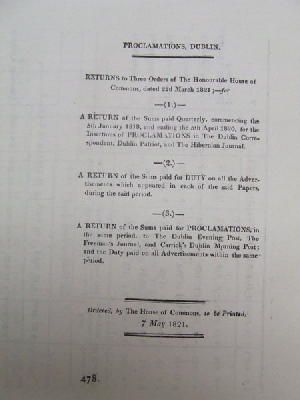 PROCLAMATIONS, DUBLIN.
RETURNS to Three Orders of The Honourable House of
Commons, dated 22d March 1821;—for
—(1.)—
A RETURN of the Sums paid Quarterly, commencing the
5th January 1819, and ending the 5th April 1820, for the
Insertions of PROCLAMATIONS in The Dublin Corre-
spondent, Dublin Patriot, and The Hibernian Journal.
—(2.)—
A RETURN of the Sums paid for DUTY on all the Adver-
tisements which appeared in each of the said Papers,
during the said period.
—(3.)—
A RETURN of the Sums paid for PROCLAMATIONS, in
the same period, to The Dublin Evening Post, The
Freeman's Journal, and Carrick's Dublin Morning Post;
and the Duty paid on all Advertisements within the same
period.
Ordered, by The House of Commons, to be Printed,
7 May 1821.
478.